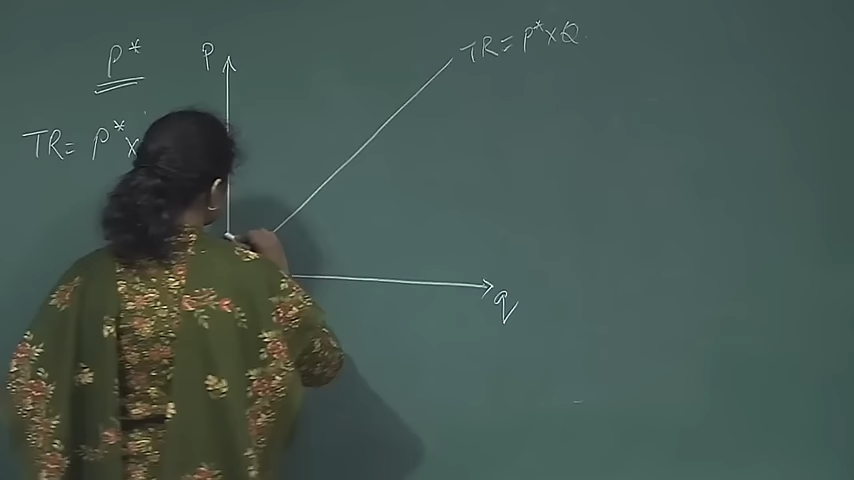 P*
P
TR = P* x Q
TR = P* x
q